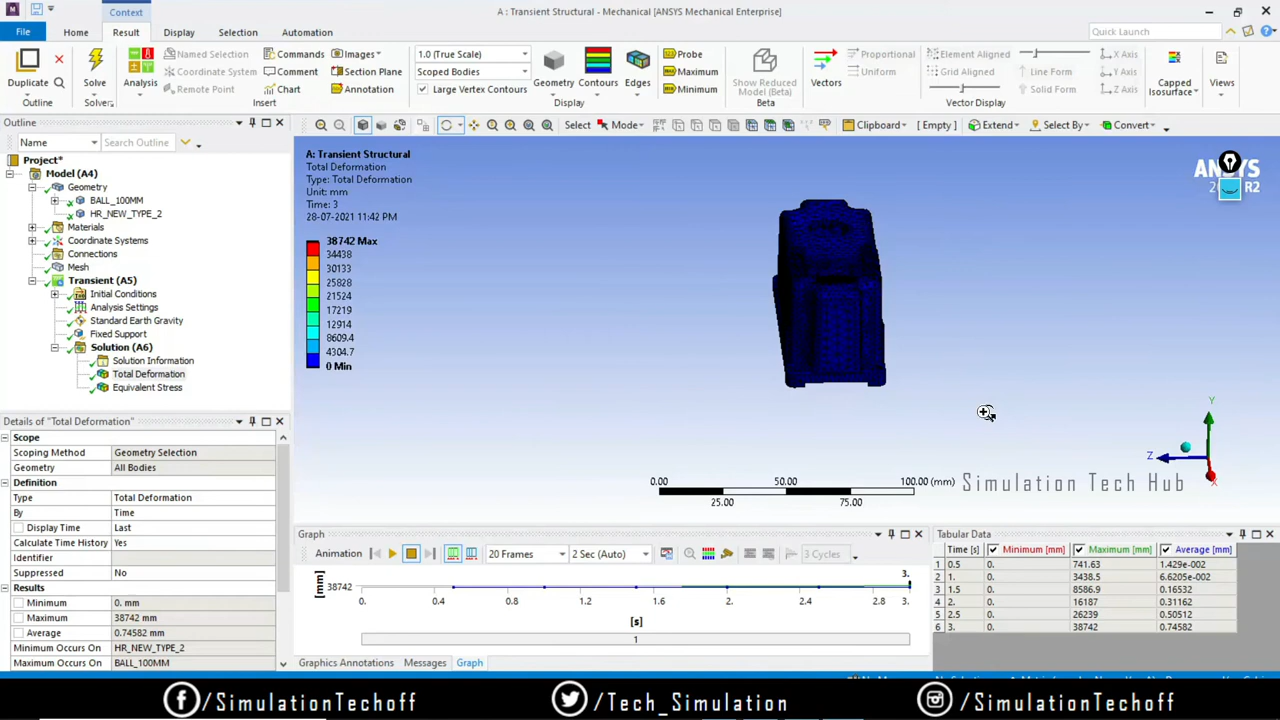 Context
A : Transient Structural - Mechanical [ANSYS Mechanical Enterprise]
File Home Result Display Selection Automation
Quick Launch
Duplicate
Outline
Solve
Solver
Analysis
Named Selection
Coordinate System
Remote Point
Commands
Comment
Chart
Images
Section Plane
Annotation
Insert
1.0 (True Scale)
Scoped Bodies
Large Vertex Contours
Geometry
Contours
Edges
Display
Probe
Maximum
Minimum
Show Reduced
Model (Beta)
Beta
Vectors
Proportional
Uniform
Element Aligned
Grid Aligned
Line Form
Solid Form
X Axis
Y Axis
Z Axis
Vector Display
Capped
Isosurface
Views
Outline
Name
Search Outline
Select Mode Clipboard [ Empty ] Extend Select By Convert
Project*
Model (A4)
Geometry
BALL_100MM
HR_NEW_TYPE_2
Materials
Coordinate Systems
Connections
Mesh
Transient (A5)
Initial Conditions
Analysis Settings
Standard Earth Gravity
Fixed Support
Solution (A6)
Solution Information
Total Deformation
Equivalent Stress
A: Transient Structural
Total Deformation
Type: Total Deformation
Unit: mm
Time: 3
28-07-2021 11:42 PM
38742 Max
34438
30133
25828
21524
17219
12914
8609.4
4304.7
0 Min
ANSYS
R2
Y
Z
X
Simulation Tech Hub
0.00 50.00 100.00 (mm)
25.00 75.00
Details of "Total Deformation"
Scope
Scoping Method Geometry Selection
Geometry All Bodies
Definition
Type Total Deformation
By Time
Display Time Last
Calculate Time History Yes
Identifier
Suppressed No
Results
Minimum 0. mm
Maximum 38742 mm
Average 0.74582 mm
Minimum Occurs On HR_NEW_TYPE_2
Maximum Occurs On BALL_100MM
Graph
Animation 20 Frames 2 Sec (Auto) 3 Cycles
3.
38742
[mm]
0. 0.4 0.8 1.2 1.6 2. 2.4 2.8 3.
[s]
1
Graphics Annotations Messages Graph
Tabular Data
Time [s] Minimum [mm] Maximum [mm] Average [mm]
1 0.5 0. 741.63 1.429e-002
2 1. 0. 3438.5 6.6205e-002
3 1.5 0. 8586.9 0.16532
4 2. 0. 16187 0.31162
5 2.5 0. 26239 0.50512
6 3. 0. 38742 0.74582
/SimulationTechoff
/Tech_Simulation
/SimulationTechoff